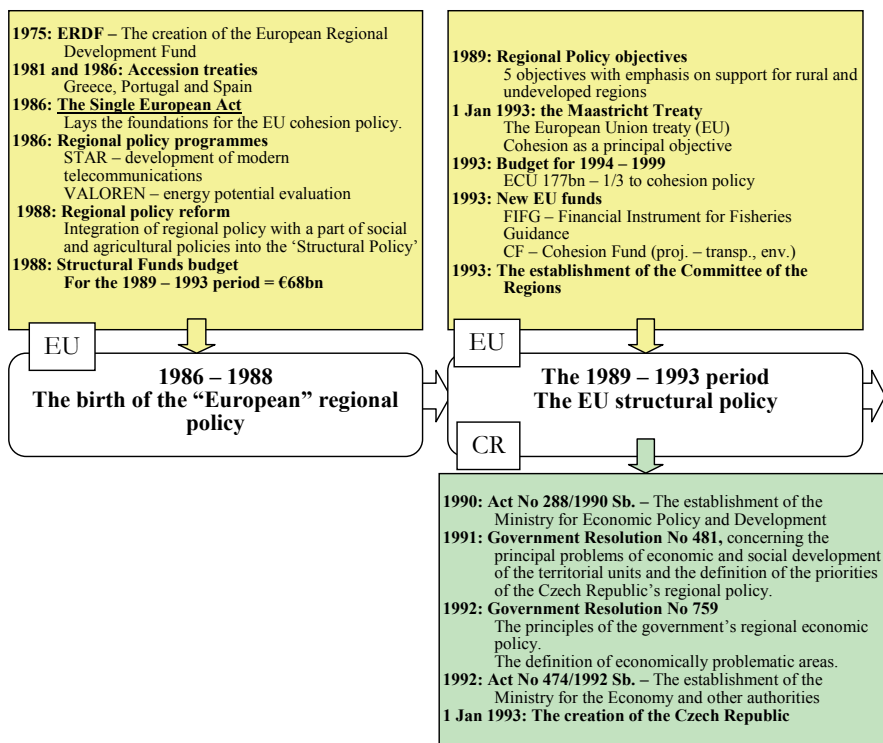 1975: ERDF – The creation of the European Regional
Development Fund
1981 and 1986: Accession treaties
Greece, Portugal and Spain
1986: The Single European Act
Lays the foundations for the EU cohesion policy.
1986: Regional policy programmes
STAR – development of modern
telecommunications
VALOREN – energy potential evaluation
1988: Regional policy reform
Integration of regional policy with a part of social
and agricultural policies into the ‘Structural Policy’
1988: Structural Funds budget
For the 1989 – 1993 period = €68bn
EU
1986 – 1988
The birth of the “European” regional
policy
1989: Regional Policy objectives
5 objectives with emphasis on support for rural and
undeveloped regions
1 Jan 1993: the Maastricht Treaty
The European Union treaty (EU)
Cohesion as a principal objective
1993: Budget for 1994 – 1999
ECU 177bn – 1/3 to cohesion policy
1993: New EU funds
FIFG – Financial Instrument for Fisheries
Guidance
CF – Cohesion Fund (proj. – transp., env.)
1993: The establishment of the Committee of the
Regions
EU
The 1989 – 1993 period
The EU structural policy
CR
1990: Act No 288/1990 Sb. – The establishment of the
Ministry for Economic Policy and Development
1991: Government Resolution No 481, concerning the
principal problems of economic and social development
of the territorial units and the definition of the priorities
of the Czech Republic’s regional policy.
1992: Government Resolution No 759
The principles of the government’s regional economic
policy.
The definition of economically problematic areas.
1992: Act No 474/1992 Sb. – The establishment of the
Ministry for the Economy and other authorities
1 Jan 1993: The creation of the Czech Republic